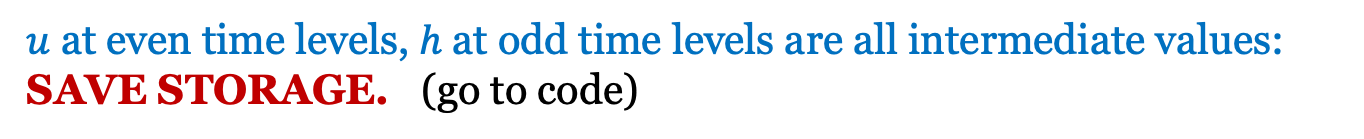 u at even time levels, h at odd time levels are all intermediate values:
SAVE STORAGE. (go to code)